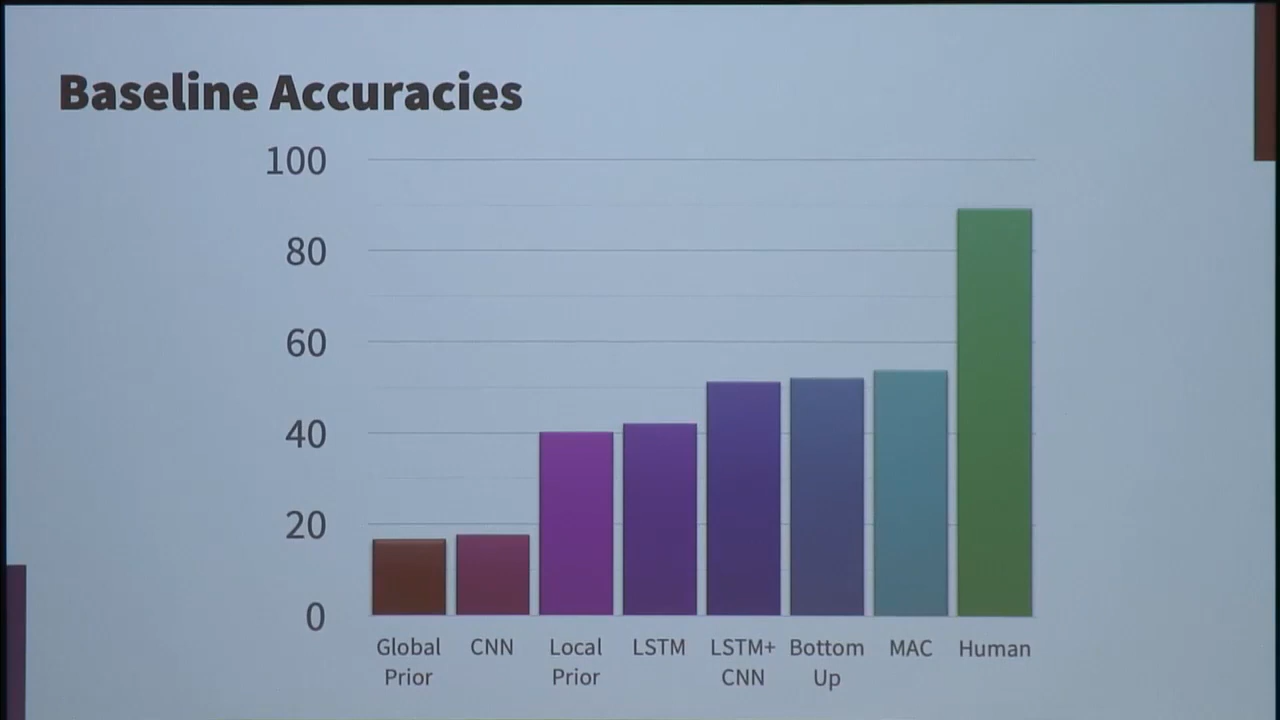 Baseline Accuracies
100
80
60
40
20
0
Global
Prior
CNN
Local
Prior
LSTM
LSTM+
CNN
Bottom
Up
MAC
Human